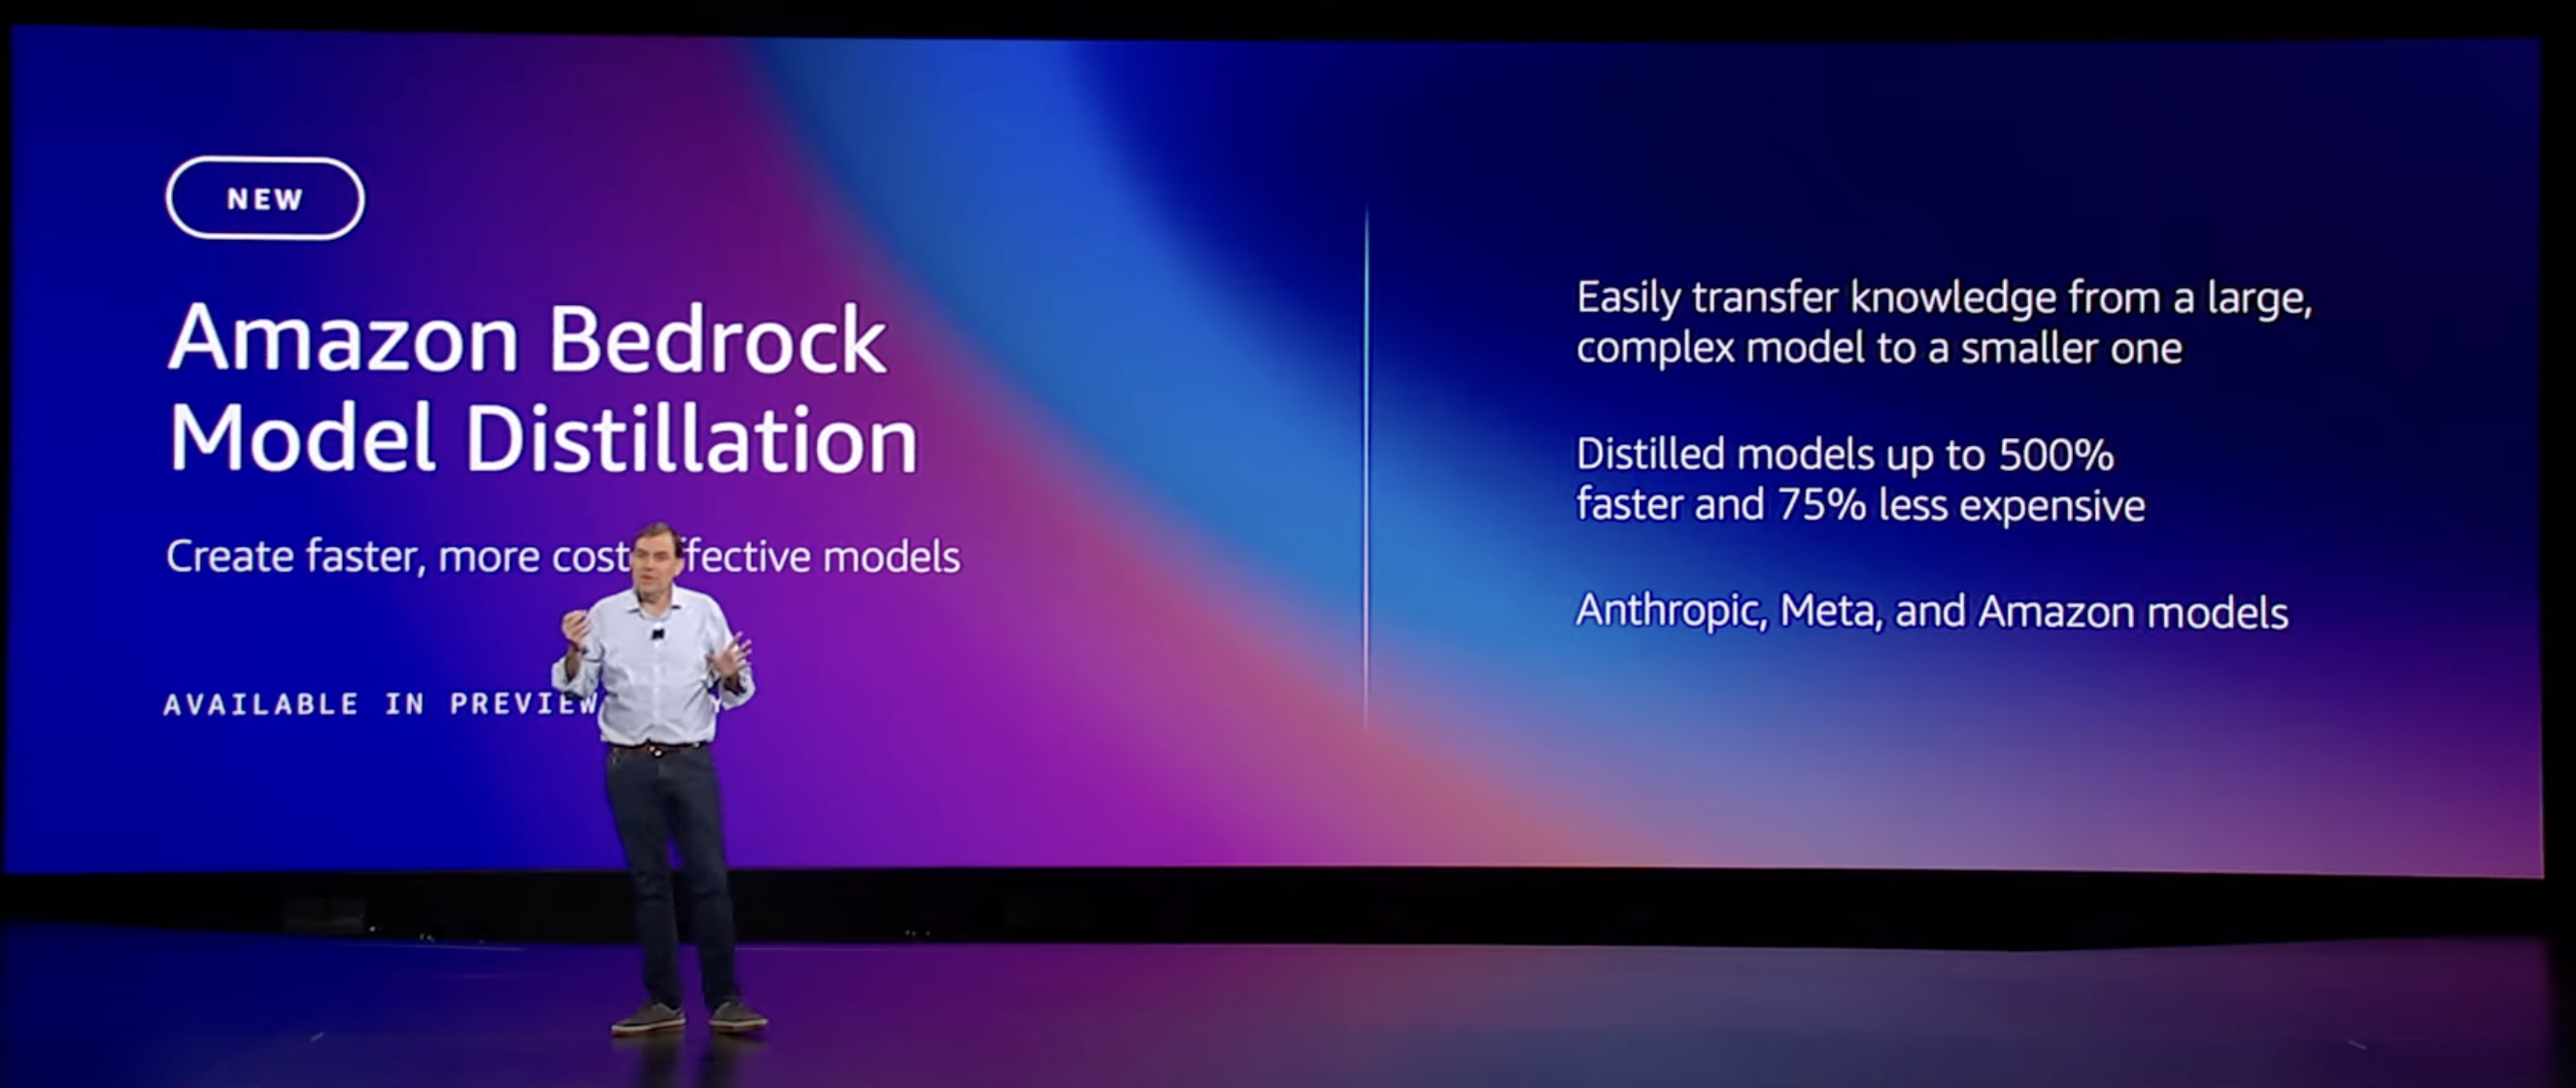 NEW
Amazon Bedrock
Model Distillation
Create faster, more cost ffective models
AVAILABLE IN PREVIEW
Easily transfer knowledge from a large,
complex model to a smaller one
Distilled models up to 500%
faster and 75% less expensive
Anthropic, Meta, and Amazon models